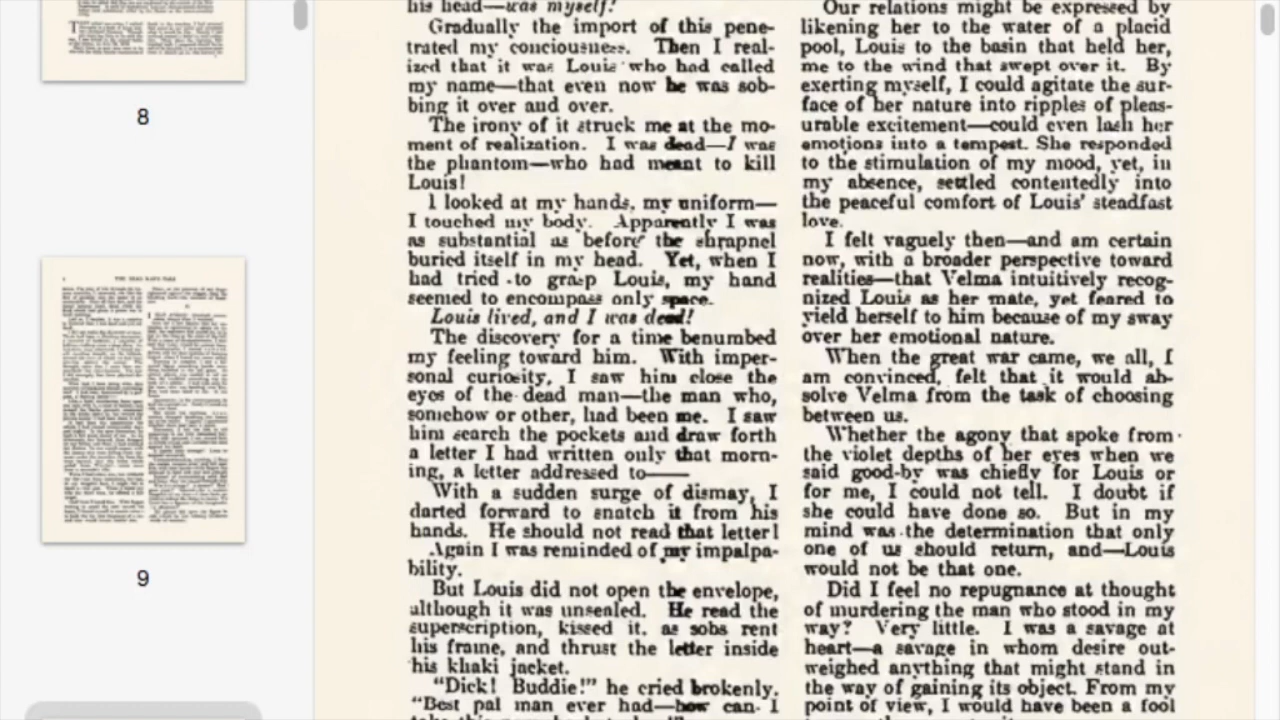 8
THE DEAD MAN'S TALE
9
his head—was myself!
Gradually the import of this pene-
trated my conciousness. Then I real-
ized that it was Louis who had called
my name—that even now he was sob-
bing it over and over.
The irony of it struck me at the mo-
ment of realization. I was dead—I was
the phantom—who had meant to kill
Louis!
I looked at my hands, my uniform—
I touched my body. Apparently I was
as substantial as before the shrapnel
buried itself in my head. Yet, when I
had tried to grasp Louis, my hand
seemed to encompass only space.
Louis lived, and I was dead!
The discovery for a time benumbed
my feeling toward him. With imper-
sonal curiosity, I saw him close the
eyes of the dead man—the man who,
somehow or other, had been me. I saw
him search the pockets and draw forth
a letter I had written only that morn-
ing, a letter addressed to——
With a sudden surge of dismay, I
darted forward to snatch it from his
hands. He should not read that letter!
Again I was reminded of my impalpa-
bility.
But Louis did not open the envelope,
although it was unsealed. He read the
superscription, kissed it, as sobs rent
his frame, and thrust the letter inside
his khaki jacket.
"Dick! Buddie!" he cried brokenly.
"Best pal man ever had—how can I
Our relations might be expressed by
likening her to the water of a placid
pool, Louis to the basin that held her,
me to the wind that swept over it. By
exerting myself, I could agitate the sur-
face of her nature into ripples of pleas-
urable excitement—could even lash her
emotions into a tempest. She responded
to the stimulation of my mood, yet, in
my absence, settled contentedly into
the peaceful comfort of Louis' steadfast
love.
I felt vaguely then—and am certain
now, with a broader perspective toward
realities—that Velma intuitively recog-
nized Louis as her mate, yet feared to
yield herself to him because of my sway
over her emotional nature.
When the great war came, we all, I
am convinced, felt that it would ab-
solve Velma from the task of choosing
between us.
Whether the agony that spoke from
the violet depths of her eyes when we
said good-by was chiefly for Louis or
for me, I could not tell. I doubt if
she could have done so. But in my
mind was the determination that only
one of us should return, and—Louis
would not be that one.
Did I feel no repugnance at thought
of murdering the man who stood in my
way? Very little. I was a savage at
heart—a savage in whom desire out-
weighed anything that might stand in
the way of gaining its object. From my
point of view, I would have been a fool